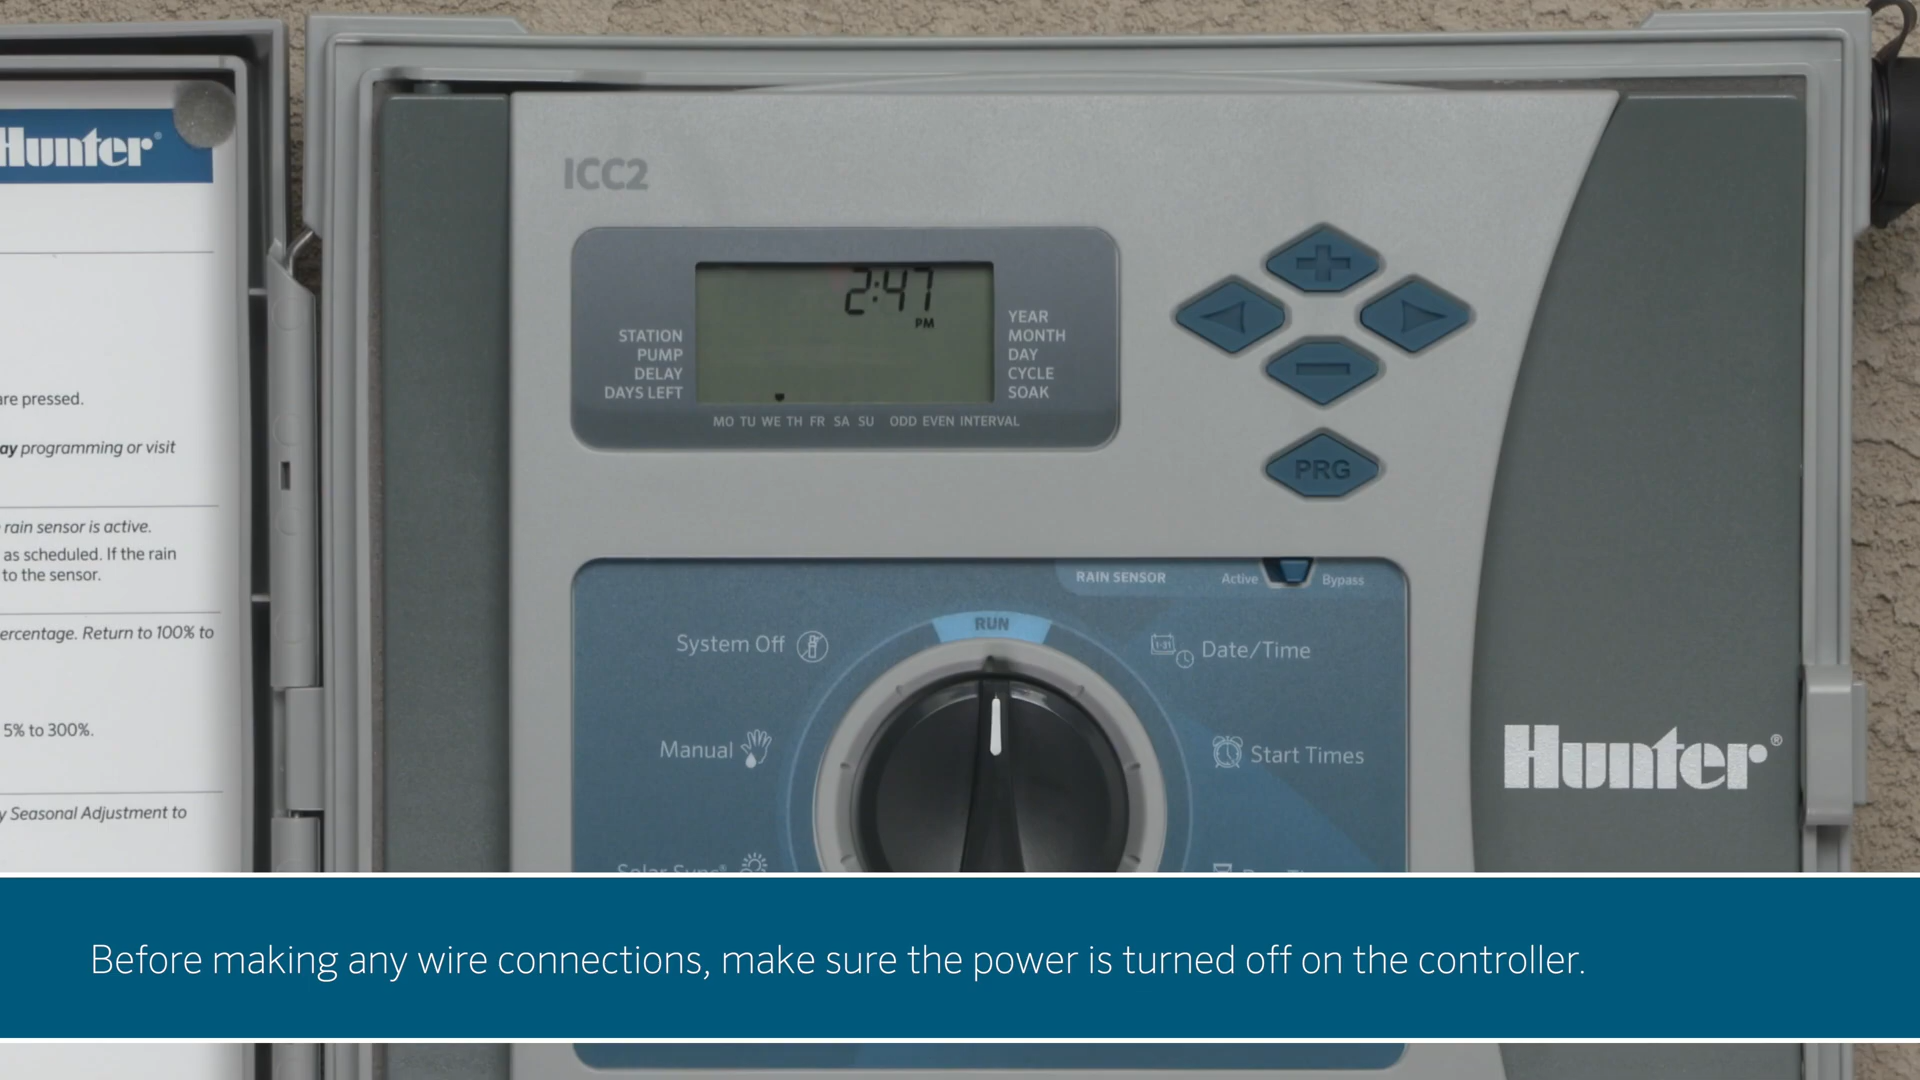 Hunter®
are pressed.
ay programming or visit
rain sensor is active.
as scheduled. If the rain
to the sensor.
ercentage. Return to 100% to
5% to 300%.
y Seasonal Adjustment to
ICC2
2:47
PM
STATION
PUMP
DELAY
DAYS LEFT
YEAR
MONTH
DAY
CYCLE
SOAK
MO TU WE TH FR SA SU ODD EVEN INTERVAL
PRG
RAIN SENSOR Active Bypass
RUN
System Off
1-31
Date/Time
Manual
Start Times
Solar Sync®
Hunter®
Before making any wire connections, make sure the power is turned off on the controller.